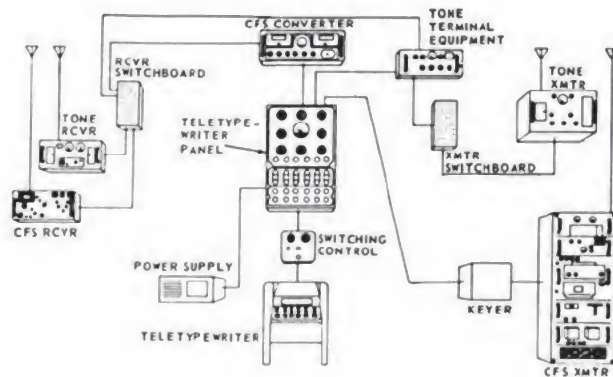 CFS CONVERTER
TONE
TERMINAL
EQUIPMENT
RCVR
SWITCHBOARD
TONE
XMTR
TONE
RCVR
TELETYPE-
WRITER
PANEL
XMTR
SWITCHBOARD
CFS RCVR
SWITCHING
CONTROL
POWER SUPPLY
KEYER
TELETYPEWRITER
CFS XMTR